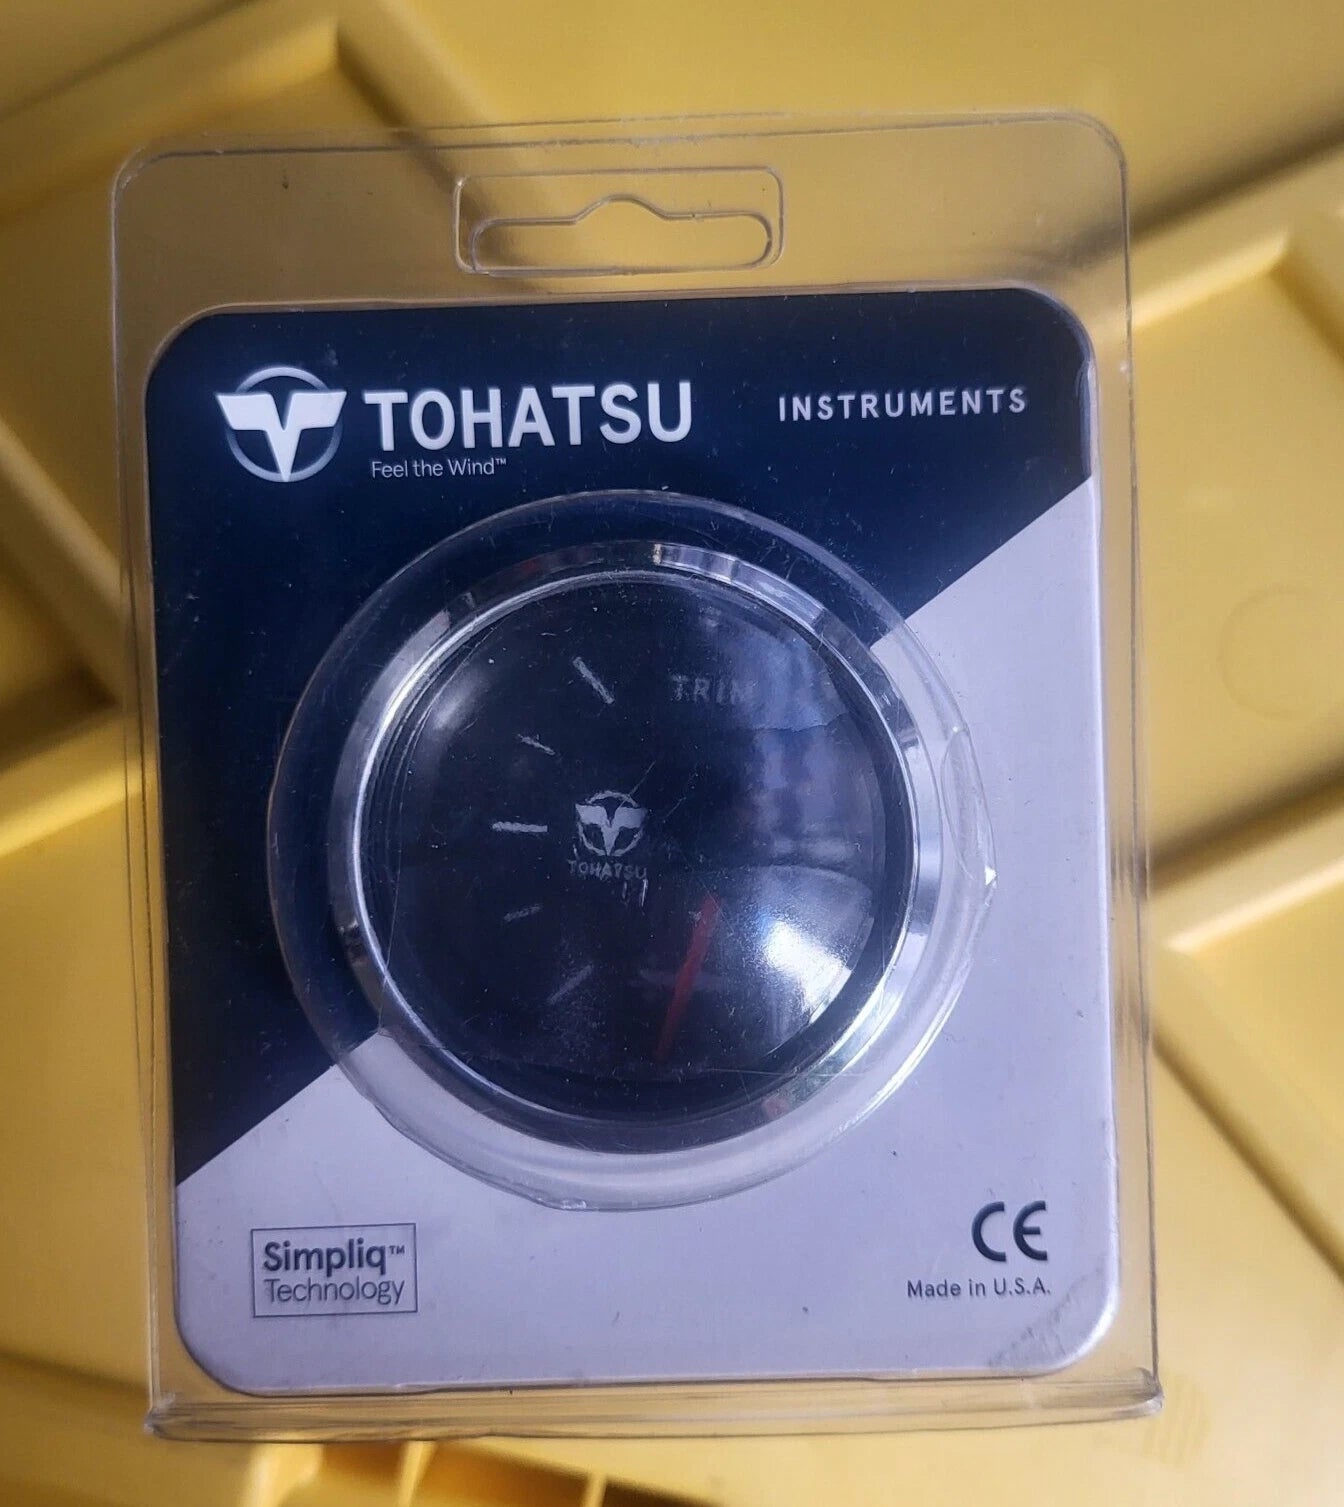 TOHATSU
Feel the Wind™
INSTRUMENTS
TRIM
TOHATSU
Simpliq™
Technology
CE
Made in U.S.A.